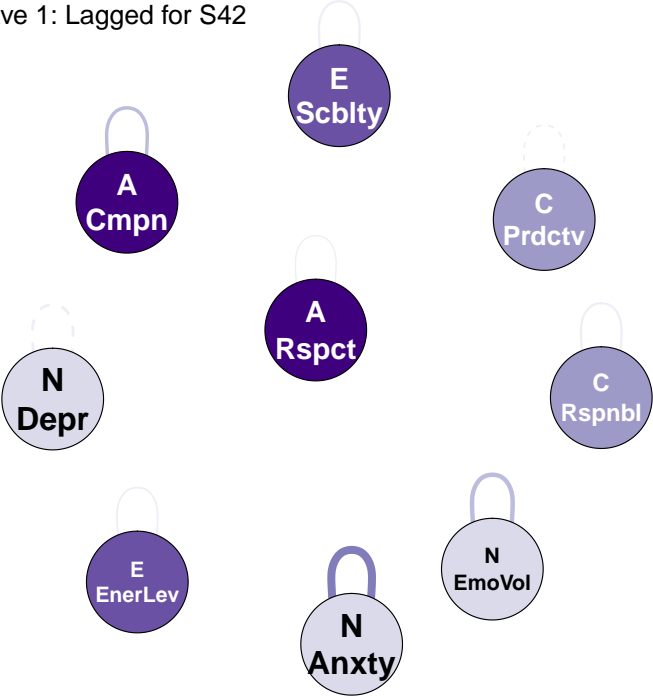 ve 1: Lagged for S42
E
Scblty
A
Cmpn
C
Prdctv
A
Rspct
N
Depr
C
Rspnbl
E
EnerLev
N
EmoVol
N
Anxty